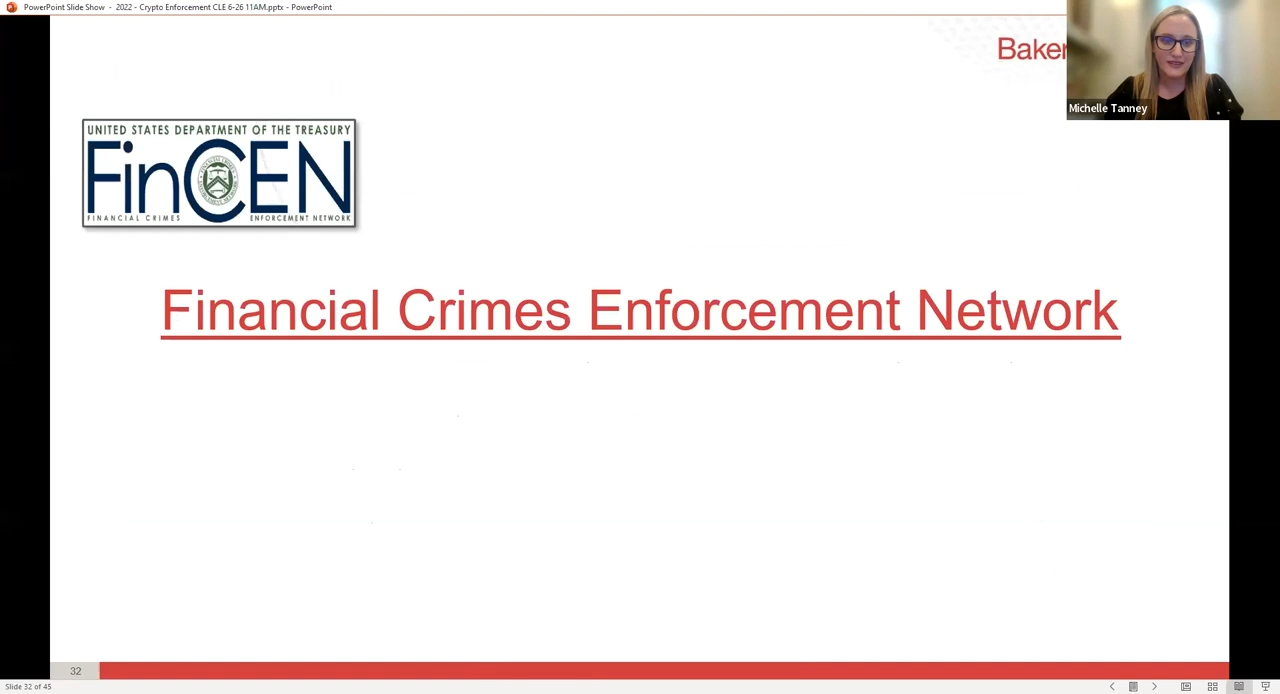 PowerPoint Slide Show - 2022 - Crypto Enforcement CLE 6-26 11AM.pptx - PowerPoint
Baker
Michelle Tanney
UNITED STATES DEPARTMENT OF THE TREASURY
FinCEN
FINANCIAL CRIMES ENFORCEMENT NETWORK
Financial Crimes Enforcement Network
32
Slide 32 of 45